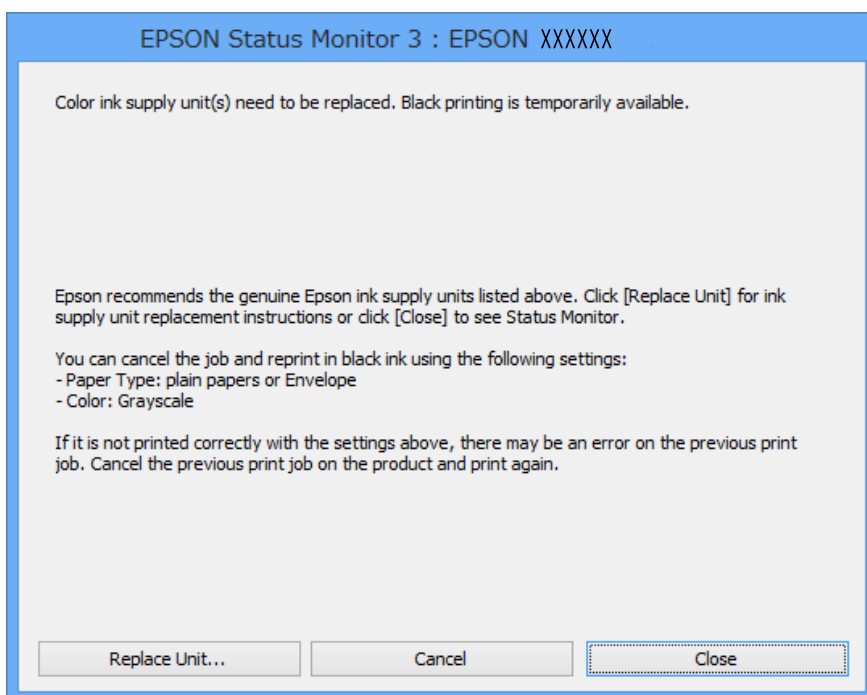 EPSON Status Monitor 3 : EPSON XXXXXX
Color ink supply unit(s) need to be replaced. Black printing is temporarily available.
Epson recommends the genuine Epson ink supply units listed above. Click [Replace Unit] for ink
supply unit replacement instructions or click [Close] to see Status Monitor.
You can cancel the job and reprint in black ink using the following settings:
- Paper Type: plain papers or Envelope
- Color: Grayscale
If it is not printed correctly with the settings above, there may be an error on the previous print
job. Cancel the previous print job on the product and print again.
Replace Unit... Cancel Close